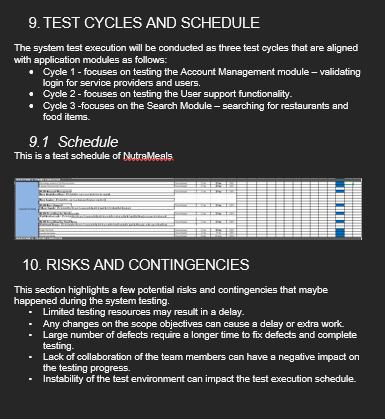 9. TEST CYCLES AND SCHEDULE
The system test execution will be conducted as three test cycles that are aligned
with application modules as follows:
• Cycle 1 - focuses on testing the Account Management module – validating
login for service providers and users.
• Cycle 2 - focuses on testing the User support functionality.
• Cycle 3 -focuses on the Search Module – searching for restaurants and
food items.
9.1 Schedule
This is a test schedule of NutraMeals.
10. RISKS AND CONTINGENCIES
This section highlights a few potential risks and contingencies that maybe
happened during the system testing.
• Limited testing resources may result in a delay.
• Any changes on the scope objectives can cause a delay or extra work.
• Large number of defects require a longer time to fix defects and complete
testing.
• Lack of collaboration of the team members can have a negative impact on
the testing progress.
• Instability of the test environment can impact the test execution schedule.